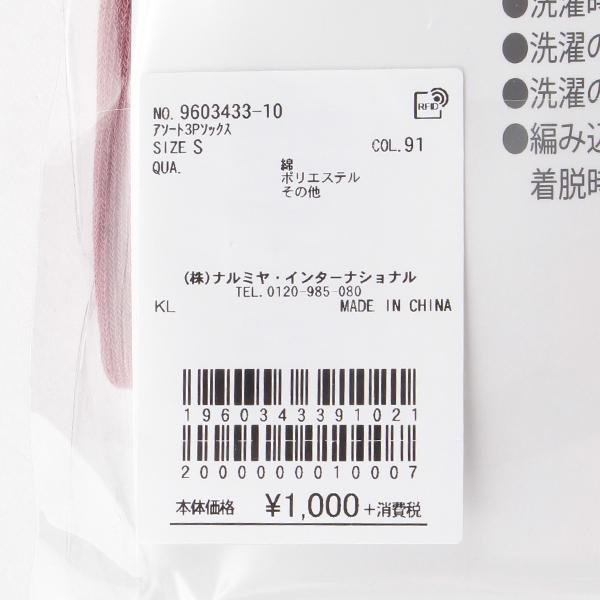 ●洗濯時
●洗濯の
●洗濯の
●編み込
着脱時
NO. 9603433-10
RFID
アソート3Pソックス
SIZE S COL. 91
QUA. 綿
ポリエステル
その他
(株)ナルミヤ・インターナショナル
TEL. 0120-985-080
KL MADE IN CHINA
1960343391021
2000000010007
本体価格 ¥1,000 +消費税